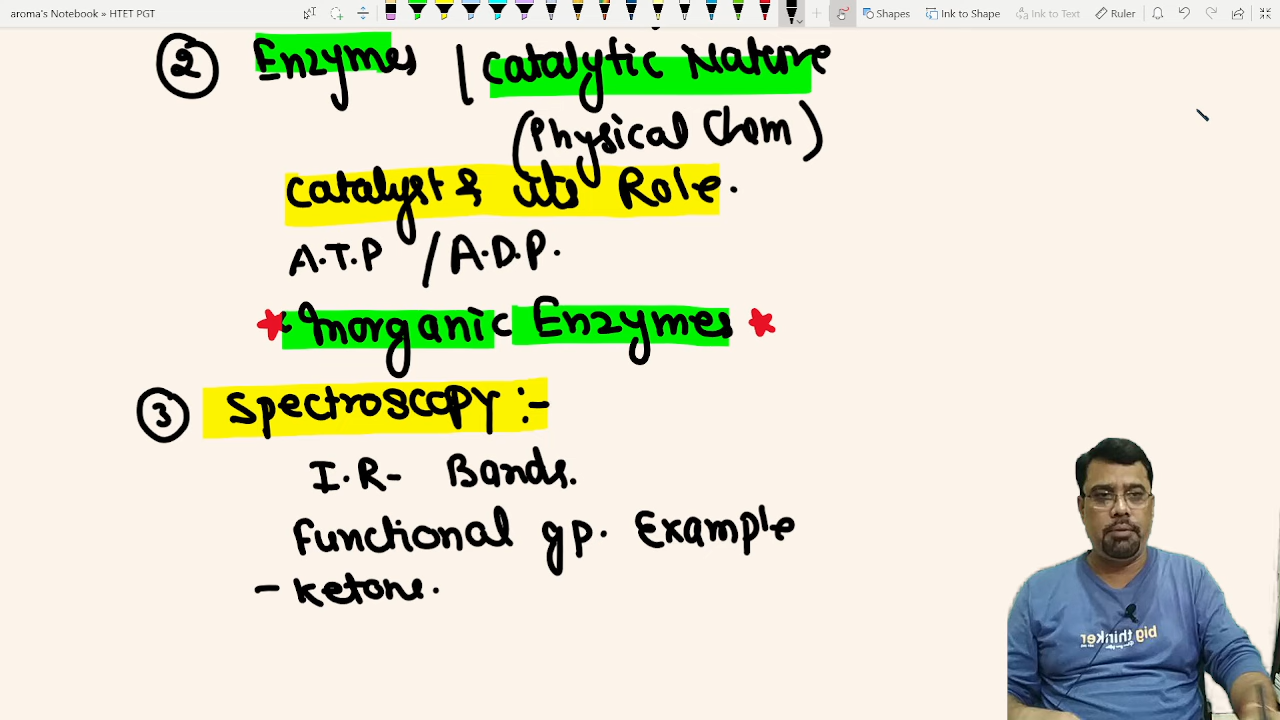 aroma's Notebook » HTET PGT
Shapes Ink to Shape Ink to Text Ruler
2 Enzymes / Catalytic Nature
(Physical Chem)
Catalyst & its Role.
A.T.P / A.D.P.
Inorganic Enzymes
3 Spectroscopy :-
I.R- Bands.
Functional gp. Example
- Ketone.
big thinker